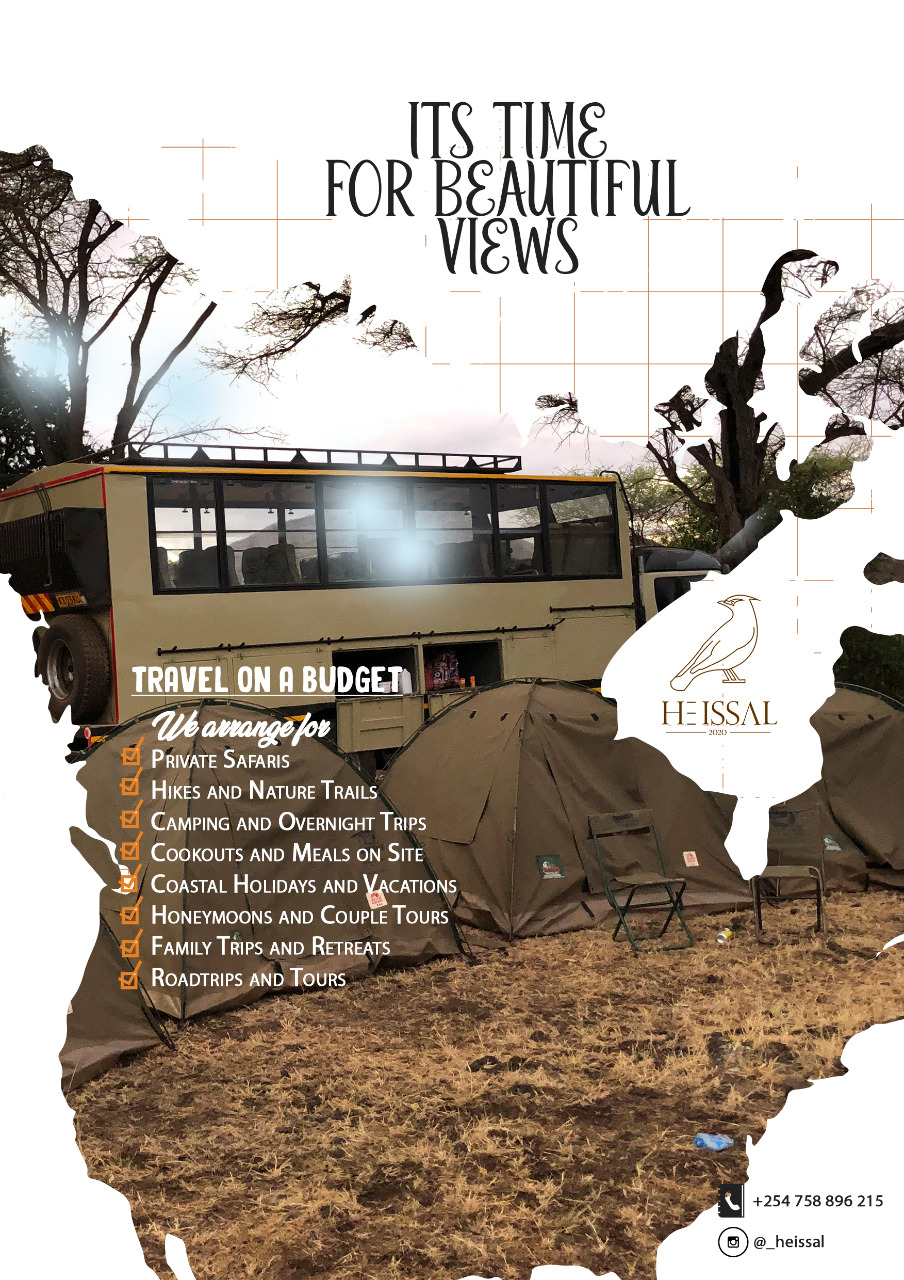 ITS TIME
FOR BEAUTIFUL
VIEWS
HEISSAL
2020
TRAVEL ON A BUDGET
We arrange for
PRIVATE SAFARIS
HIKES AND NATURE TRAILS
CAMPING AND OVERNIGHT TRIPS
COOKOUTS AND MEALS ON SITE
COASTAL HOLIDAYS AND VACATIONS
HONEYMOONS AND COUPLE TOURS
FAMILY TRIPS AND RETREATS
ROADTRIPS AND TOURS
+254 758 896 215
@_heissal